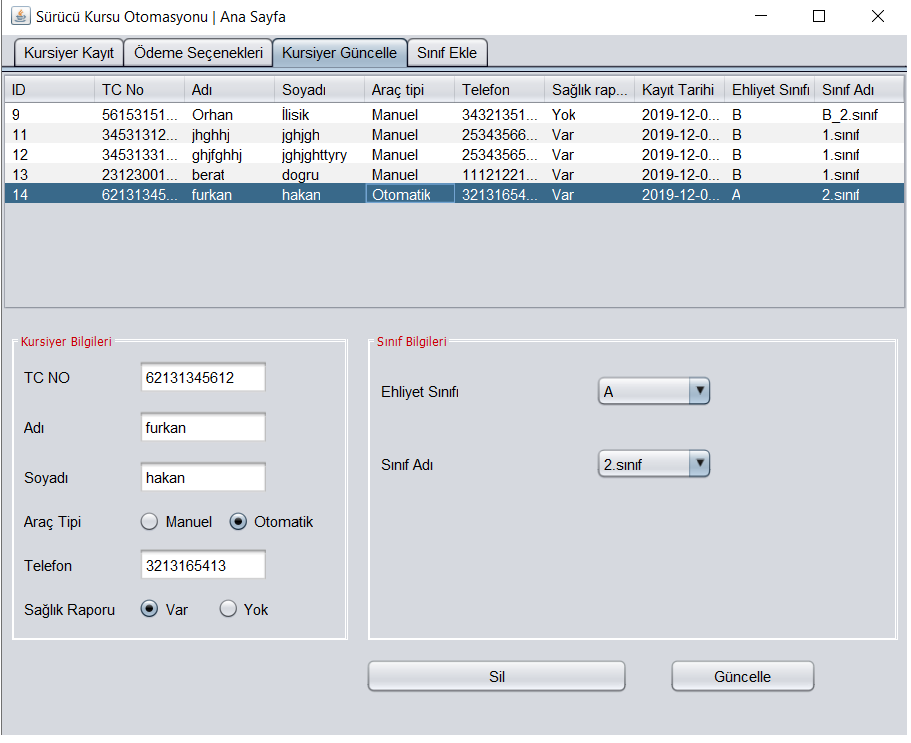 Sürücü Kursu Otomasyonu | Ana Sayfa
Kursiyer Kayıt Ödeme Seçenekleri Kursiyer Güncelle Sınıf Ekle
ID TC No Adı Soyadı Araç tipi Telefon Sağlık rap... Kayıt Tarihi Ehliyet Sınıfı Sınıf Adı
9 56153151... Orhan İlisik Manuel 34321351... Yok 2019-12-0... B B_2.sınıf
11 34531312... jhghhj jghjgh Manuel 25343566... Var 2019-12-0... B 1.sınıf
12 34531331... ghjfghhj jghjghttyry Manuel 25343565... Var 2019-12-0... B 1.sınıf
13 23123001... berat dogru Manuel 11121221... Var 2019-12-0... B 1.sınıf
14 62131345... furkan hakan Otomatik 32131654... Var 2019-12-0... A 2.sınıf
Kursiyer Bilgileri
TC NO 62131345612
Adı furkan
Soyadı hakan
Araç Tipi Manuel Otomatik
Telefon 3213165413
Sağlık Raporu Var Yok
Sınıf Bilgileri
Ehliyet Sınıfı A
Sınıf Adı 2.sınıf
Sil Güncelle